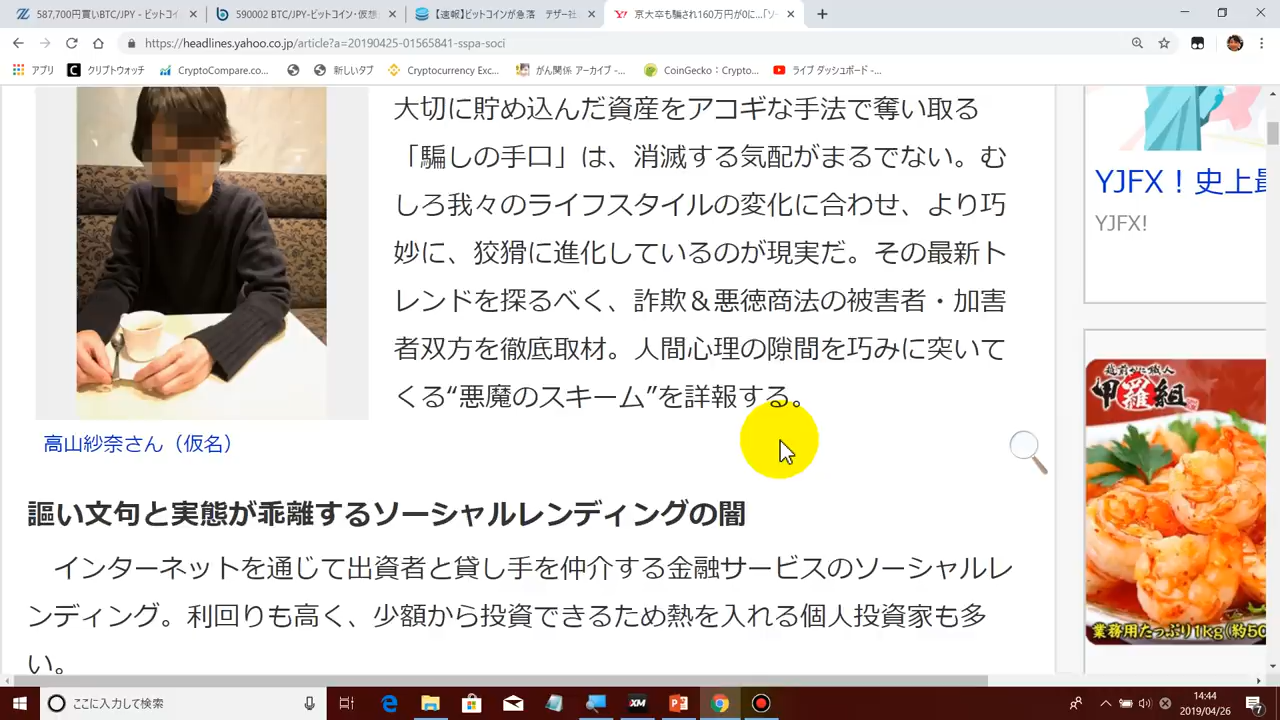 587,700円買いBTC/JPY - ビットコイ
590002 BTC/JPY-ビットコイン・仮想
【速報】ビットコインが急落 テザー社
京大卒も騙され160万円が0に…「ソー
https://headlines.yahoo.co.jp/article?a=20190425-01565841-sspa-soci
アプリ
クリプトウォッチ
CryptoCompare.co...
新しいタブ
Cryptocurrency Exc...
がん関係 アーカイブ -...
CoinGecko：Crypto...
ライブ ダッシュボード -...
大切に貯め込んだ資産をアコギな手法で奪い取る
「騙しの手口」は、消滅する気配がまるでない。む
しろ我々のライフスタイルの変化に合わせ、より巧
妙に、狡猾に進化しているのが現実だ。その最新ト
レンドを探るべく、詐欺＆悪徳商法の被害者・加害
者双方を徹底取材。人間心理の隙間を巧みに突いて
くる“悪魔のスキーム”を詳報する。
高山紗奈さん（仮名）
謳い文句と実態が乖離するソーシャルレンディングの闇
インターネットを通じて出資者と貸し手を仲介する金融サービスのソーシャルレ
ンディング。利回りも高く、少額から投資できるため熱を入れる個人投資家も多
い。
YJFX！史上最
YJFX!
越前かに職人
甲羅組
業務用たっぷり1kg(約50
ここに入力して検索
XM
14:44
2019/04/26
7